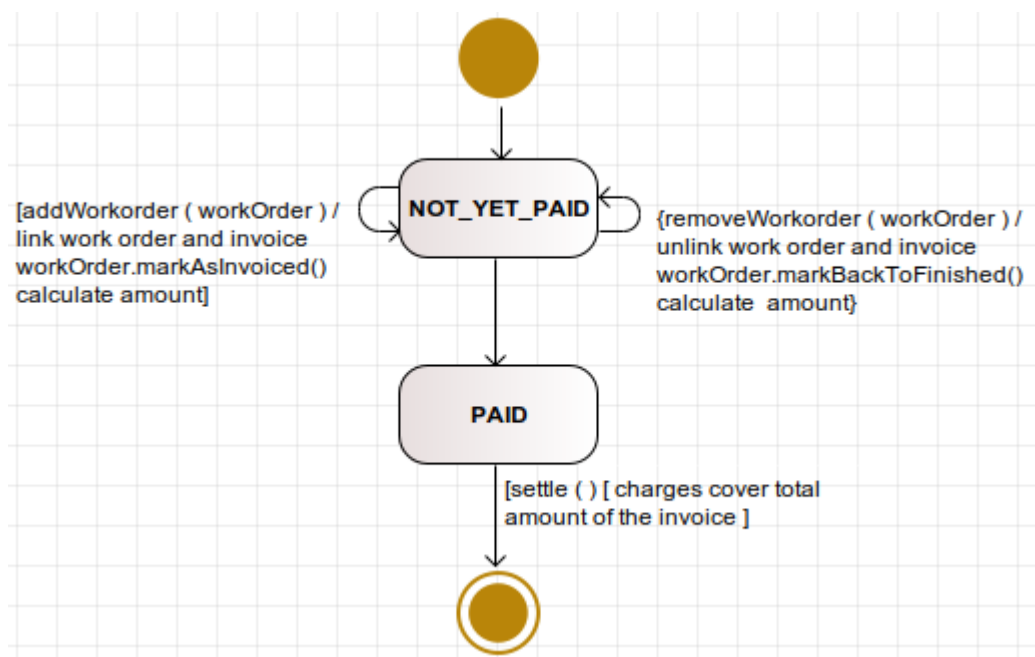 NOT_YET_PAID
[addWorkorder ( workOrder ) /
link work order and invoice
workOrder.markAsInvoiced()
calculate amount]
{removeWorkorder ( workOrder ) /
unlink work order and invoice
workOrder.markBackToFinished()
calculate  amount}
PAID
[settle ( ) [ charges cover total
amount of the invoice ]